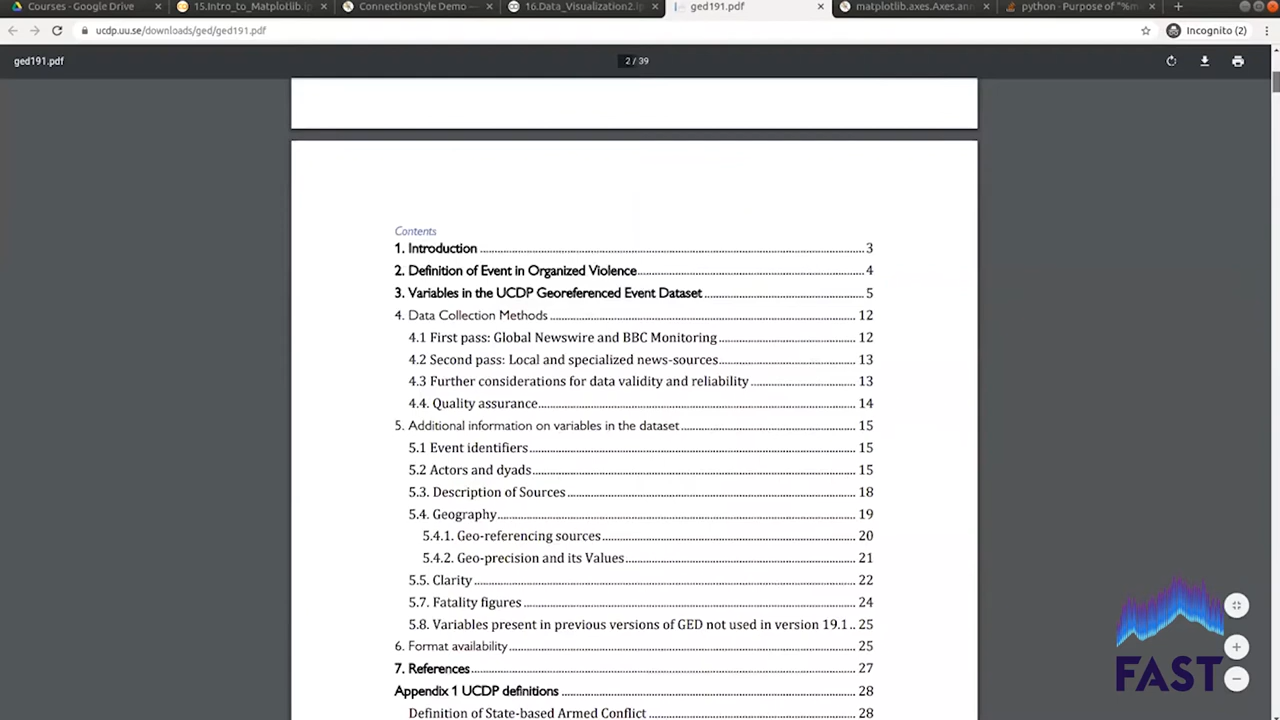 Courses - Google Drive
15.Intro_to_Matplotlib.ip
Connectionstyle Demo —
16.Data_Visualization2.ip
ged191.pdf
matplotlib.axes.Axes.ann
python - Purpose of "%m
ucdp.uu.se/downloads/ged/ged191.pdf
Incognito (2)
ged191.pdf
2 / 39
Contents
1. Introduction 3
2. Definition of Event in Organized Violence 4
3. Variables in the UCDP Georeferenced Event Dataset 5
4. Data Collection Methods 12
4.1 First pass: Global Newswire and BBC Monitoring 12
4.2 Second pass: Local and specialized news-sources 13
4.3 Further considerations for data validity and reliability 13
4.4. Quality assurance 14
5. Additional information on variables in the dataset 15
5.1 Event identifiers 15
5.2 Actors and dyads 15
5.3. Description of Sources 18
5.4. Geography 19
5.4.1. Geo-referencing sources 20
5.4.2. Geo-precision and its Values 21
5.5. Clarity 22
5.7. Fatality figures 24
5.8. Variables present in previous versions of GED not used in version 19.1 25
6. Format availability 25
7. References 27
Appendix 1 UCDP definitions 28
Definition of State-based Armed Conflict 28
FAST